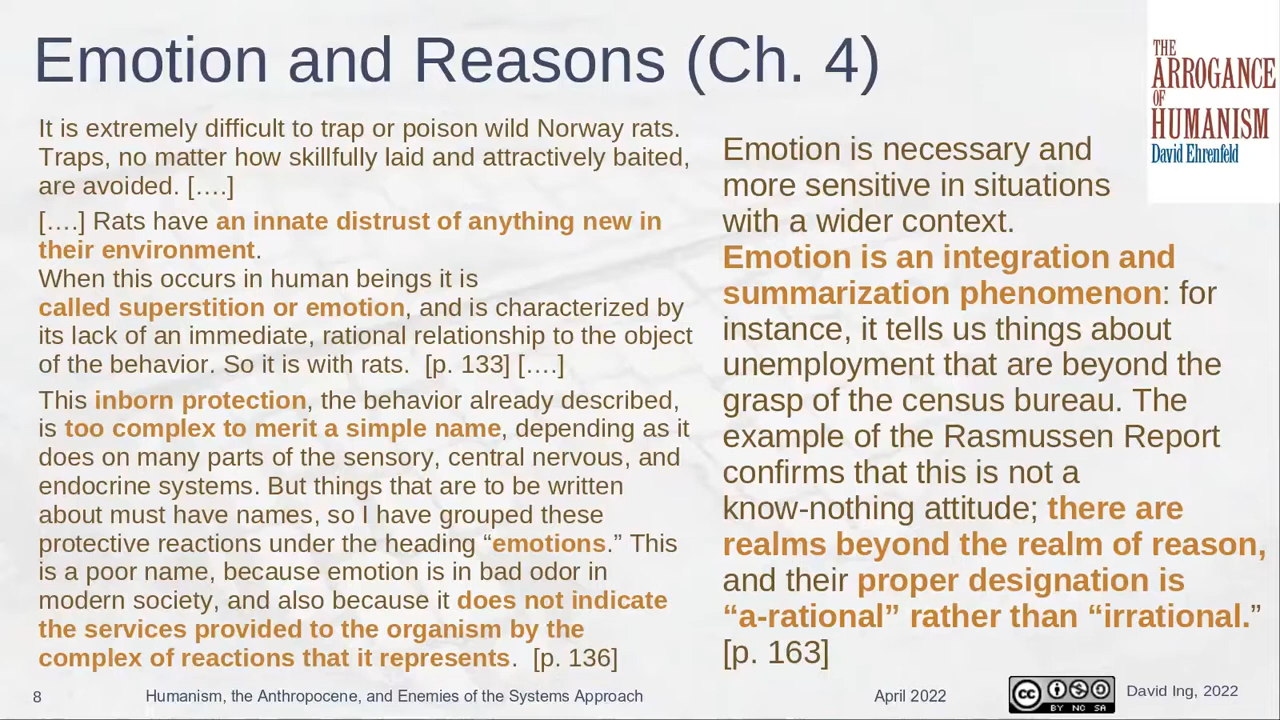 Emotion and Reasons (Ch. 4)
THE
ARROGANCE
OF
HUMANISM
David Ehrenfeld
It is extremely difficult to trap or poison wild Norway rats.
Traps, no matter how skillfully laid and attractively baited,
are avoided. [….]
[….] Rats have an innate distrust of anything new in
their environment.
When this occurs in human beings it is
called superstition or emotion, and is characterized by
its lack of an immediate, rational relationship to the object
of the behavior. So it is with rats. [p. 133] [….]
This inborn protection, the behavior already described,
is too complex to merit a simple name, depending as it
does on many parts of the sensory, central nervous, and
endocrine systems. But things that are to be written
about must have names, so I have grouped these
protective reactions under the heading “emotions.” This
is a poor name, because emotion is in bad odor in
modern society, and also because it does not indicate
the services provided to the organism by the
complex of reactions that it represents. [p. 136]
Emotion is necessary and
more sensitive in situations
with a wider context.
Emotion is an integration and
summarization phenomenon: for
instance, it tells us things about
unemployment that are beyond the
grasp of the census bureau. The
example of the Rasmussen Report
confirms that this is not a
know-nothing attitude; there are
realms beyond the realm of reason,
and their proper designation is
“a-rational” rather than “irrational.”
[p. 163]
8
Humanism, the Anthropocene, and Enemies of the Systems Approach
April 2022
cc
BY NC SA
David Ing, 2022